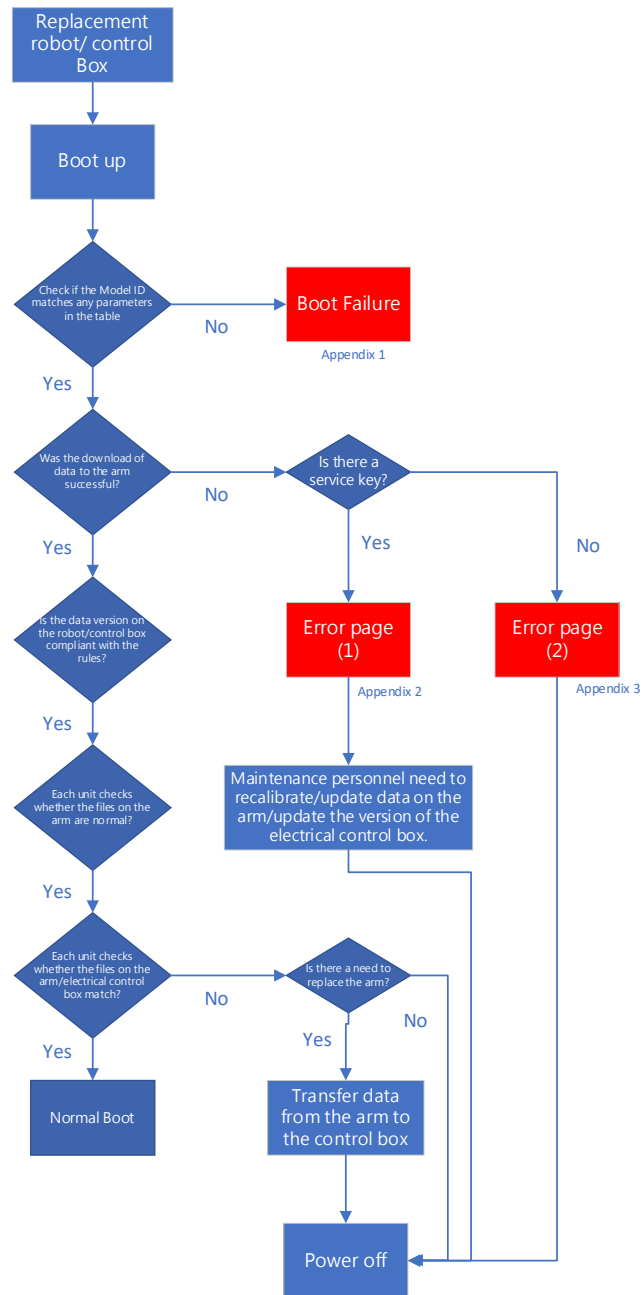 Replacement
robot/ control
Box
Boot up
Check if the Model ID
matches any parameters
in the table
No
Boot Failure
Appendix 1
Yes
Was the download of
data to the arm
successful?
No
Is there a
service key?
Yes
Yes
No
Is the data version on
the robot/control box
compliant with the
rules?
Error page
(1)
Error page
(2)
Appendix 2
Appendix 3
Yes
Each unit checks
whether the files on the
arm are normal?
Maintenance personnel need to
recalibrate/update data on the
arm/update the version of the
electrical control box.
Yes
Each unit checks
whether the files on the
arm/electrical control
box match?
No
Is there a need to
replace the arm?
No
Yes
Yes
Normal Boot
Transfer data
from the arm to
the control box
Power off